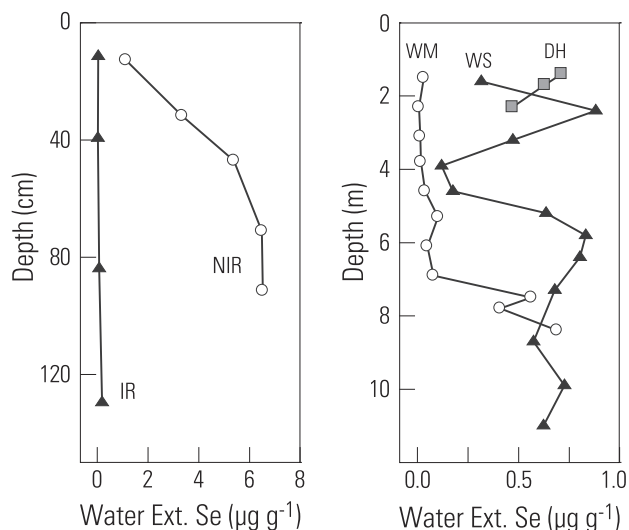 0
40
80
120
Depth (cm)
NIR
IR
0 2 4 6 8
Water Ext. Se (µg g-1)
0
2
4
6
8
10
Depth (m)
WM
WS
DH
0.0 0.5 1.0
Water Ext. Se (µg g-1)